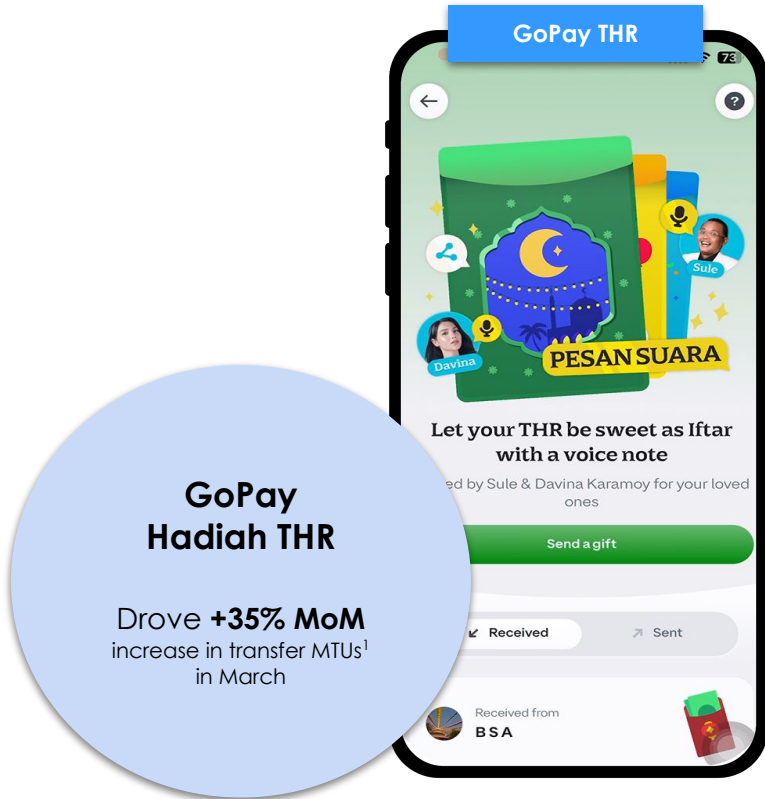 GoPay THR
73
?
Sule
Davina
PESAN SUARA
Let your THR be sweet as Iftar
with a voice note
ed by Sule & Davina Karamoy for your loved
ones
Send a gift
Received
Sent
Received from
BSA
GoPay
Hadiah THR
Drove +35% MoM
increase in transfer MTUs¹
in March